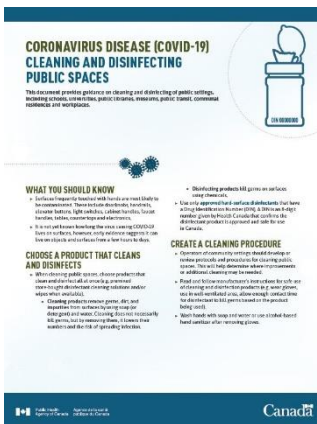 CORONAVIRUS DISEASE (COVID-19)
CLEANING AND DISINFECTING
PUBLIC SPACES
This document provides guidance on cleaning and disinfecting of public settings,
including schools, universities, public libraries, museums, public transit, communal
residences and workplaces.
DIN 00000000
WHAT YOU SHOULD KNOW
Surfaces frequently touched with hands are most likely to
be contaminated. These include doorknobs, handrails,
elevator buttons, light switches, cabinet handles, faucet
handles, tables, countertops and electronics.
It is not yet known how long the virus causing COVID-19
lives on surfaces, however, early evidence suggests it can
live on objects and surfaces from a few hours to days.
CHOOSE A PRODUCT THAT CLEANS
AND DISINFECTS
When cleaning public spaces, choose products that
clean and disinfect all at once (e.g. premixed
store-bought disinfectant cleaning solutions and/or
wipes when available).
Cleaning products remove germs, dirt, and
impurities from surfaces by using soap (or
detergent) and water. Cleaning does not necessarily
kill germs, but by removing them, it lowers their
numbers and the risk of spreading infection.
Disinfecting products kill germs on surfaces
using chemicals.
Use only approved hard-surface disinfectants that have
a Drug Identification Number (DIN). A DIN is an 8-digit
number given by Health Canada that confirms the
disinfectant product is approved and safe for use
in Canada.
CREATE A CLEANING PROCEDURE
Operators of community settings should develop or
review protocols and procedures for cleaning public
spaces. This will help determine where improvements
or additional cleaning may be needed.
Read and follow manufacturer's instructions for safe use
of cleaning and disinfection products (e.g. wear gloves,
use in well-ventilated area, allow enough contact time
for disinfectant to kill germs based on the product
being used).
Wash hands with soap and water or use alcohol-based
hand sanitizer after removing gloves.
Public Health
Agency of Canada
Agence de la santé
publique du Canada
Canada